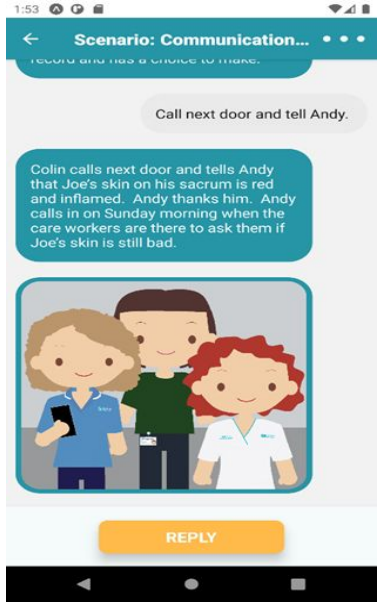 1:53
Scenario: Communication...
record and has a choice to make.
Call next door and tell Andy.
Colin calls next door and tells Andy
that Joe's skin on his sacrum is red
and inflamed. Andy thanks him. Andy
calls in on Sunday morning when the
care workers are there to ask them if
Joe's skin is still bad.
REPLY